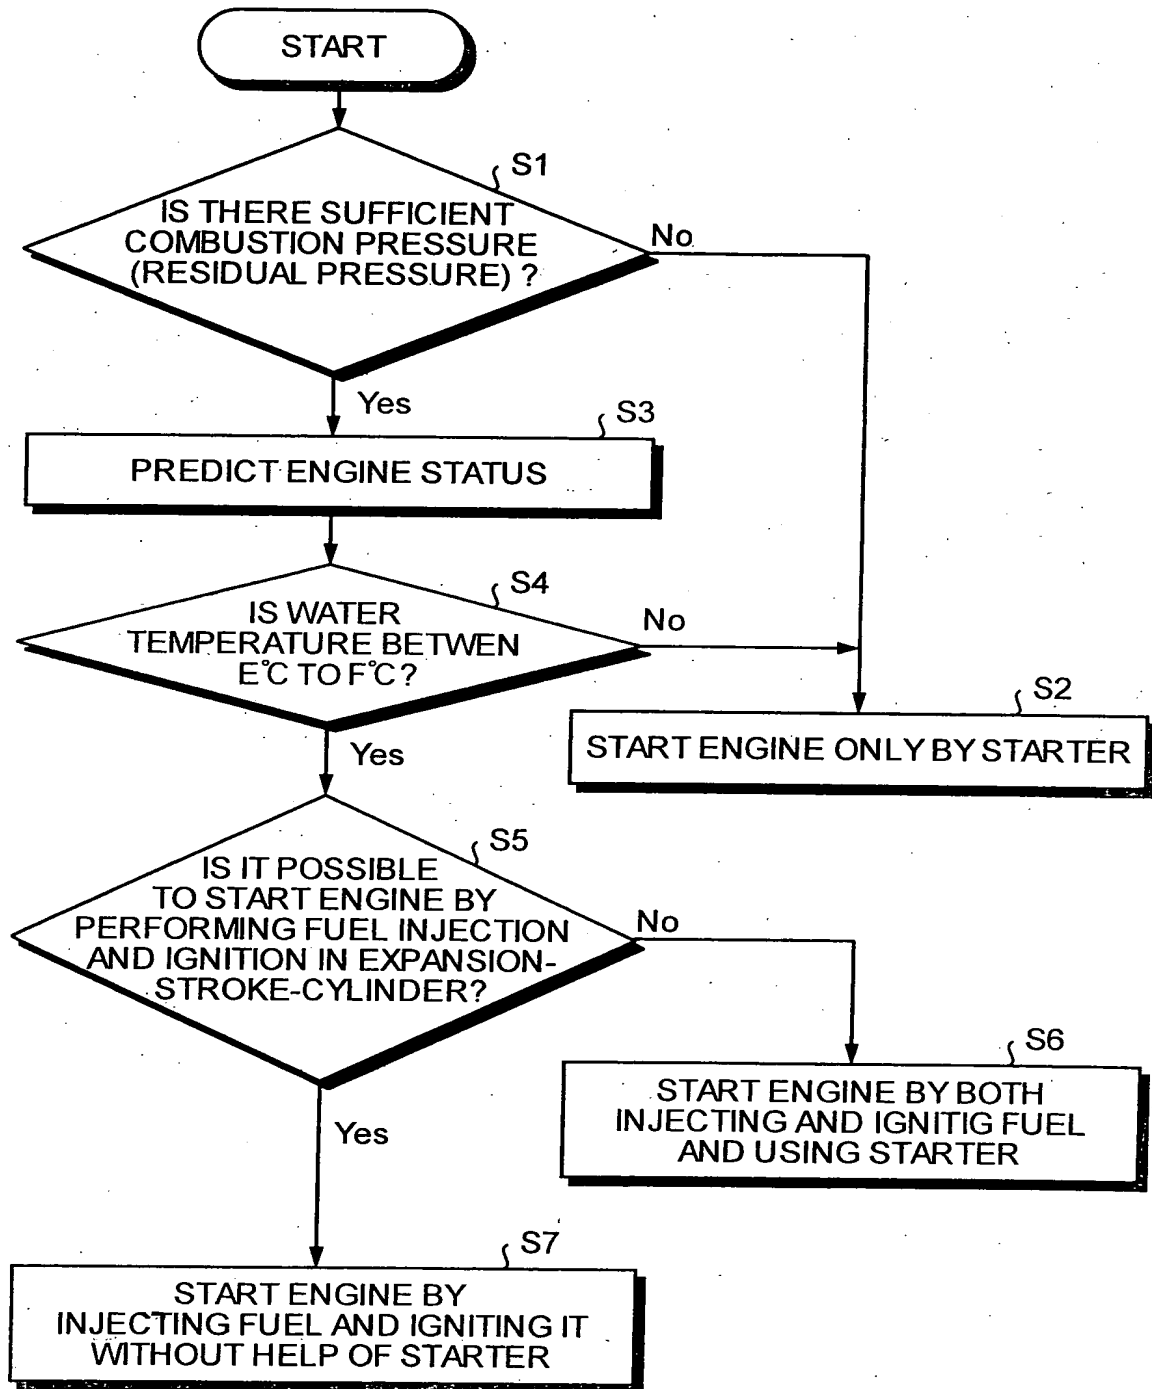 START
S1
IS THERE SUFFICIENT
COMBUSTION PRESSURE
(RESIDUAL PRESSURE) ?
No
Yes
S3
PREDICT ENGINE STATUS
S4
IS WATER
TEMPERATURE BETWEN
E°C TO F°C?
No
Yes
S2
START ENGINE ONLY BY STARTER
S5
IS IT POSSIBLE
TO START ENGINE BY
PERFORMING FUEL INJECTION
AND IGNITION IN EXPANSION-
STROKE-CYLINDER?
No
Yes
S6
START ENGINE BY BOTH
INJECTING AND IGNITIG FUEL
AND USING STARTER
S7
START ENGINE BY
INJECTING FUEL AND IGNITING IT
WITHOUT HELP OF STARTER